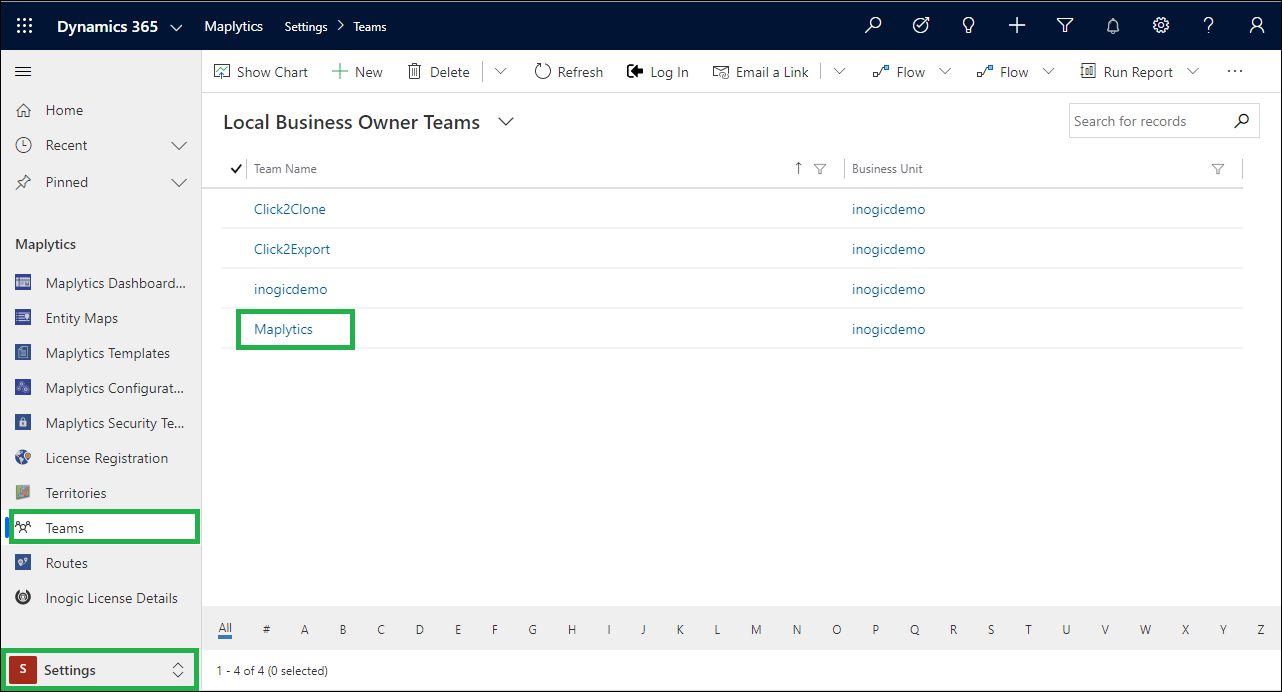 Dynamics 365 Maplytics Settings > Teams
Show Chart New Delete Refresh Log In Email a Link Flow Flow Run Report ...
Home
Recent
Pinned
Maplytics
Maplytics Dashboard...
Entity Maps
Maplytics Templates
Maplytics Configurat...
Maplytics Security Te...
License Registration
Territories
Teams
Routes
Inogic License Details
S Settings
Local Business Owner Teams
Search for records
Team Name Business Unit
Click2Clone inogicdemo
Click2Export inogicdemo
inogicdemo inogicdemo
Maplytics inogicdemo
All # A B C D E F G H I J K L M N O P Q R S T U V W X Y Z
1 - 4 of 4 (0 selected)